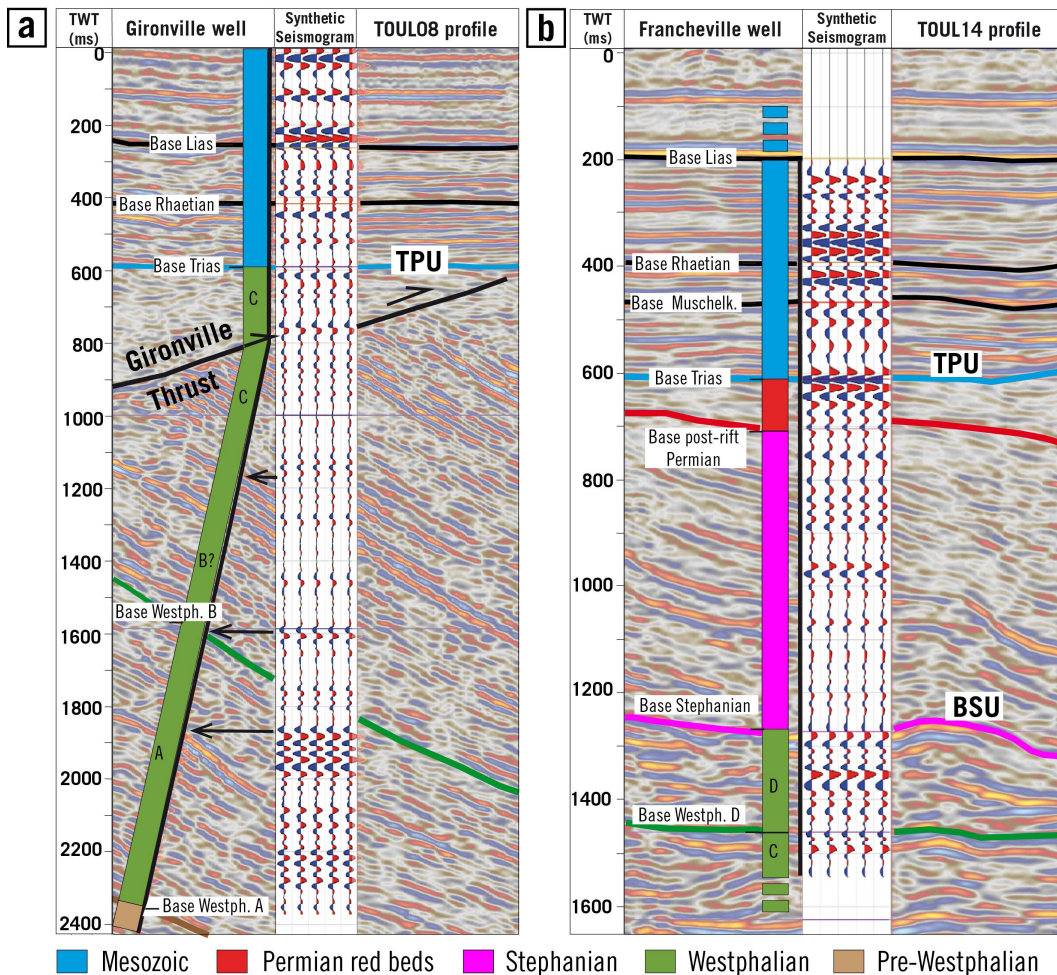 a
TWT
(ms)
Gironville well
Synthetic
Seismogram
TOUL08 profile
0
200
400
600
800
1000
1200
1400
1600
1800
2000
2200
2400
Base Lias
Base Rhaetian
Base Trias
TPU
C
Gironville
Thrust
C
B?
Base Westph. B
A
Base Westph. A
b
TWT
(ms)
Francheville well
Synthetic
Seismogram
TOUL14 profile
0
200
400
600
800
1000
1200
1400
1600
Base Lias
Base Rhaetian
Base Muschelk.
TPU
Base Trias
Base post-rift
Permian
Base Stephanian
BSU
D
Base Westph. D
C
Mesozoic
Permian red beds
Stephanian
Westphalian
Pre-Westphalian